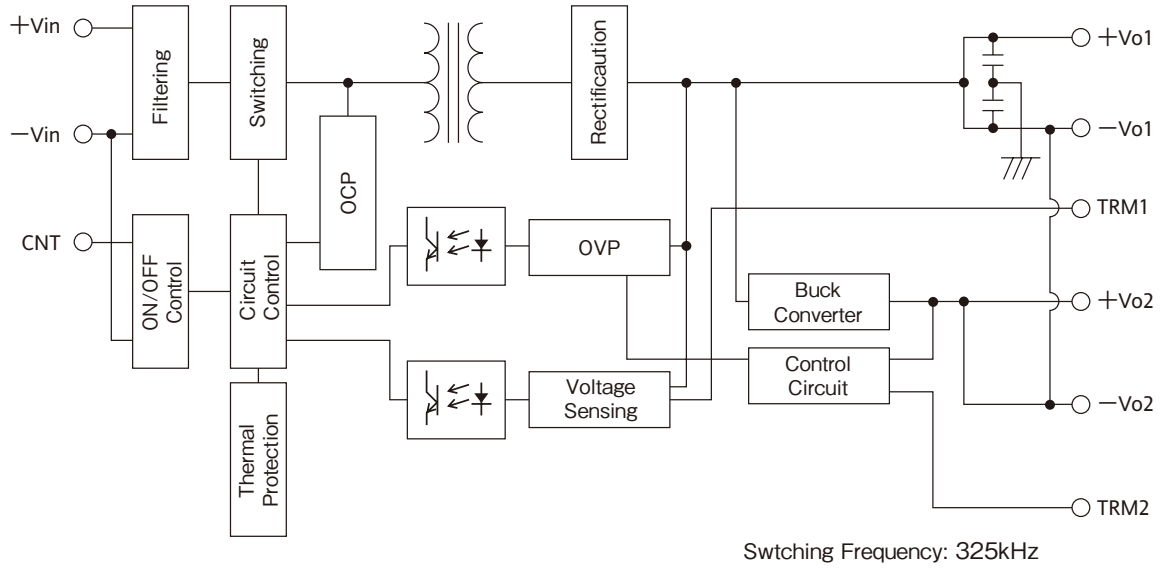 +Vin
-Vin
CNT
Filtering
Switching
OCP
Rectificaution
ON/OFF
Control
Circuit
Control
Thermal
Protection
OVP
Voltage
Sensing
Buck
Converter
Control
Circuit
+Vo1
-Vo1
TRM1
+Vo2
-Vo2
TRM2
Swtching Frequency: 325kHz